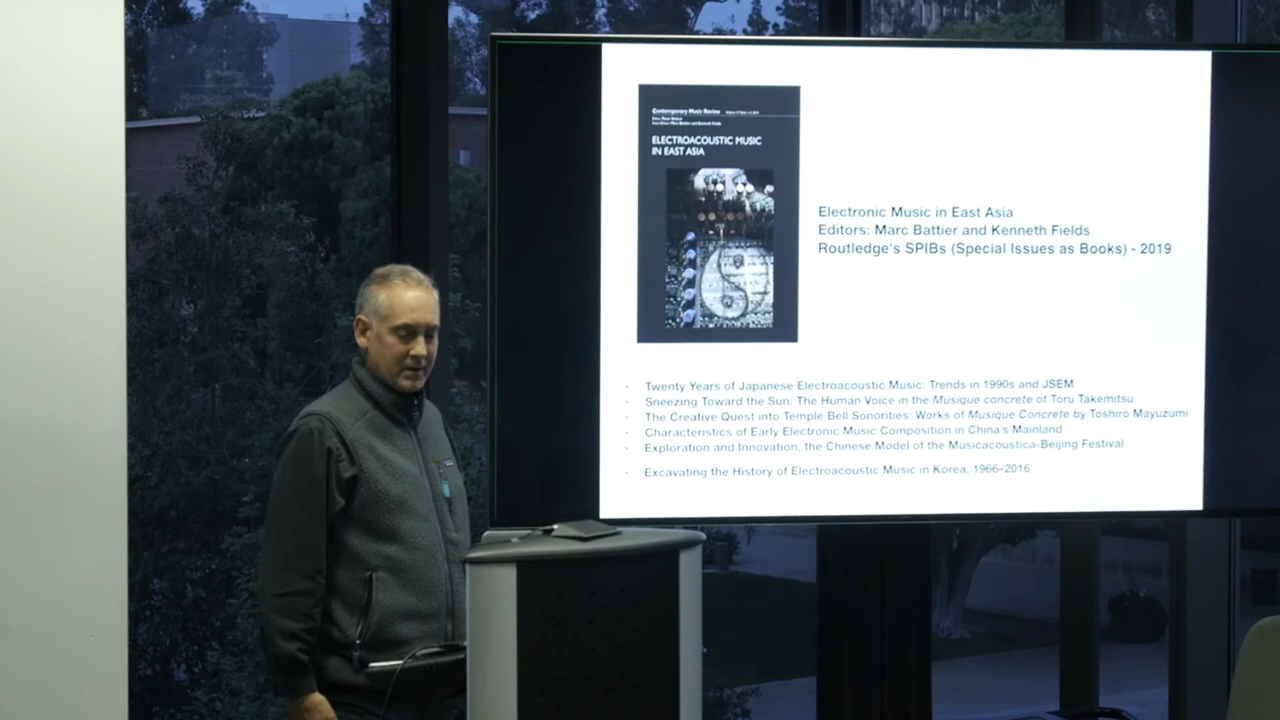 Contemporary Music Review
ELECTROACOUSTIC MUSIC
IN EAST ASIA
Electronic Music in East Asia
Editors: Marc Battier and Kenneth Fields
Routledge's SPIBs (Special Issues as Books) - 2019
· Twenty Years of Japanese Electroacoustic Music: Trends in 1990s and JSEM
· Sneezing Toward the Sun: The Human Voice in the Musique concrete of Toru Takemitsu
· The Creative Quest into Temple Bell Sonorities: Works of Musique Concrete by Toshiro Mayuzumi
· Characteristics of Early Electronic Music Composition in China's Mainland
· Exploration and Innovation, the Chinese Model of the Musicacoustica-Beijing Festival
· Excavating the History of Electroacoustic Music in Korea, 1966–2016